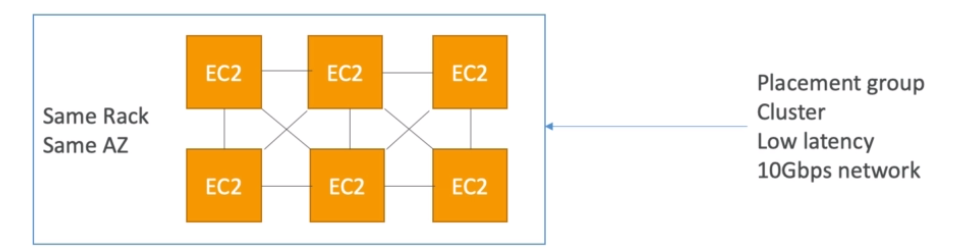 Same Rack
Same AZ
EC2
EC2
EC2
EC2
EC2
EC2
Placement group
Cluster
Low latency
10Gbps network